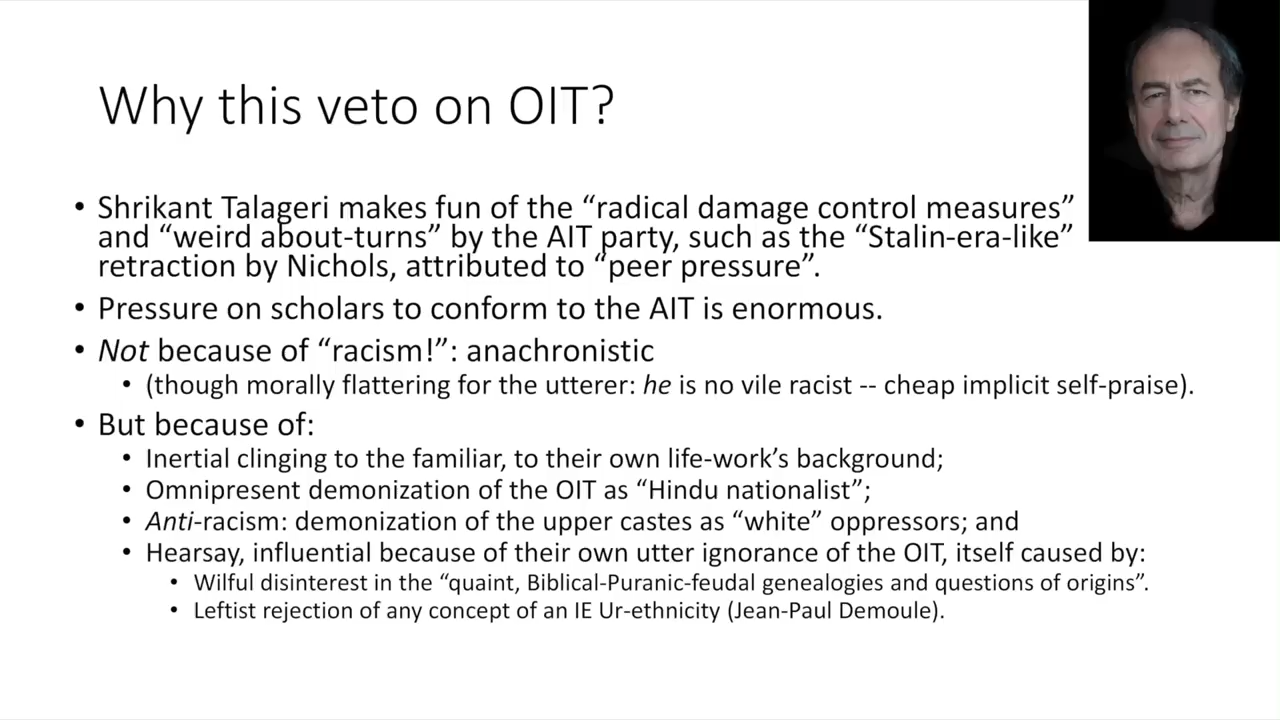 Why this veto on OIT?
• Shrikant Talageri makes fun of the “radical damage control measures”
and “weird about-turns” by the AIT party, such as the “Stalin-era-like”
retraction by Nichols, attributed to “peer pressure”.
• Pressure on scholars to conform to the AIT is enormous.
• Not because of “racism!”: anachronistic
• (though morally flattering for the utterer: he is no vile racist -- cheap implicit self-praise).
• But because of:
• Inertial clinging to the familiar, to their own life-work’s background;
• Omnipresent demonization of the OIT as “Hindu nationalist”;
• Anti-racism: demonization of the upper castes as “white” oppressors; and
• Hearsay, influential because of their own utter ignorance of the OIT, itself caused by:
• Wilful disinterest in the “quaint, Biblical-Puranic-feudal genealogies and questions of origins”.
• Leftist rejection of any concept of an IE Ur-ethnicity (Jean-Paul Demoule).